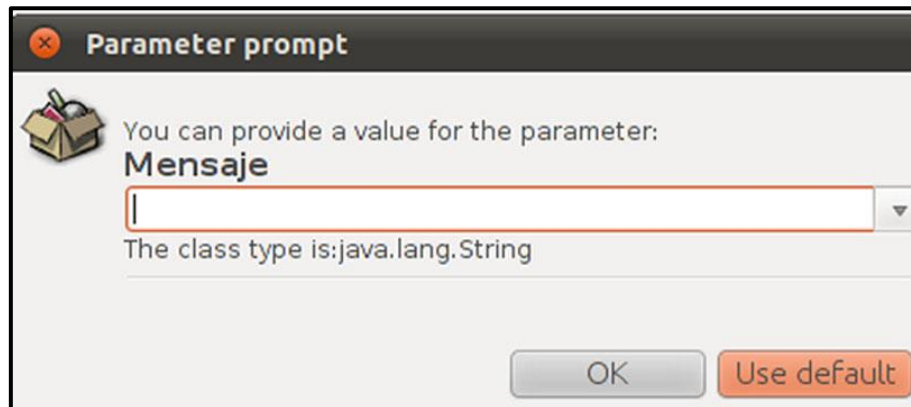 Parameter prompt
You can provide a value for the parameter:
Mensaje
The class type is:java.lang.String
OK
Use default